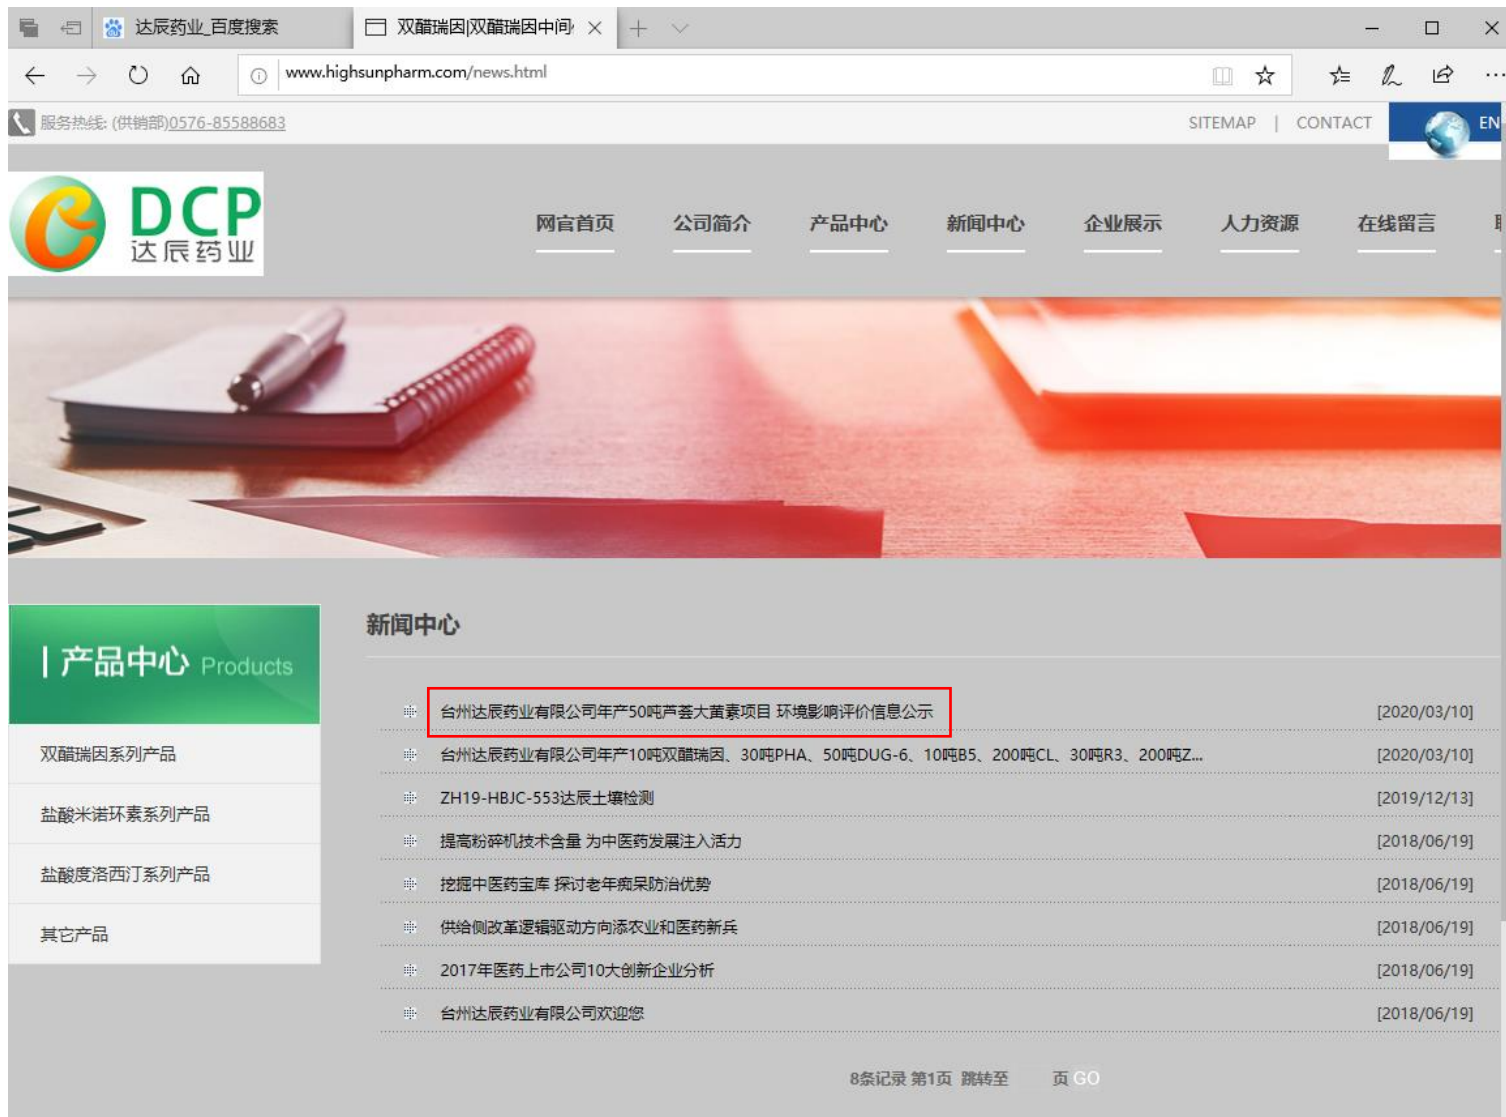 达辰药业_百度搜索
双醋瑞因|双醋瑞因中间
www.highsunpharm.com/news.html
服务热线: (供销部)0576-85588683
SITEMAP | CONTACT
EN
DCP
达辰药业
网官首页 公司简介 产品中心 新闻中心 企业展示 人力资源 在线留言
产品中心 Products
双醋瑞因系列产品
盐酸米诺环素系列产品
盐酸度洛西汀系列产品
其它产品
新闻中心
台州达辰药业有限公司年产50吨芦荟大黄素项目 环境影响评价信息公示 [2020/03/10]
台州达辰药业有限公司年产10吨双醋瑞因、30吨PHA、50吨DUG-6、10吨B5、200吨CL、30吨R3、200吨Z... [2020/03/10]
ZH19-HBJC-553达辰土壤检测 [2019/12/13]
提高粉碎机技术含量 为中医药发展注入活力 [2018/06/19]
挖掘中医药宝库 探讨老年痴呆防治优势 [2018/06/19]
供给侧改革逻辑驱动方向添农业和医药新兵 [2018/06/19]
2017年医药上市公司10大创新企业分析 [2018/06/19]
台州达辰药业有限公司欢迎您 [2018/06/19]
8条记录 第1页 跳转至 页 GO